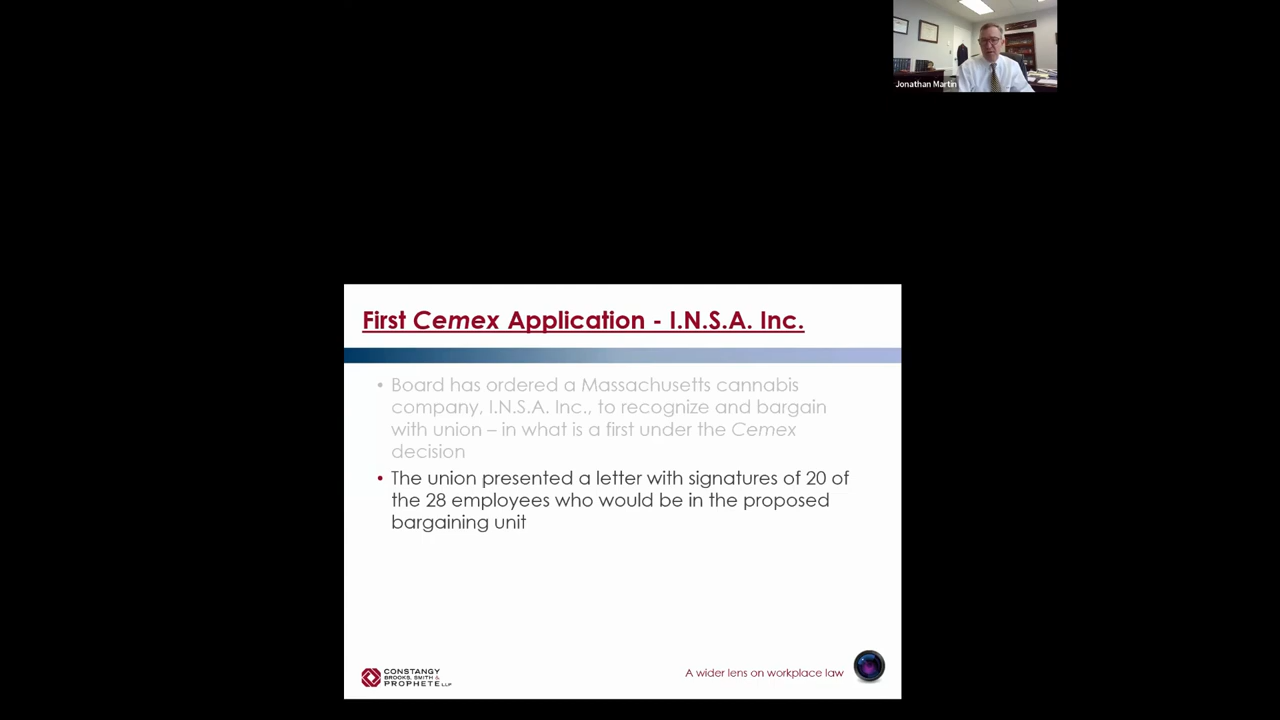 Jonathan Martin
First Cemex Application - I.N.S.A. Inc.
• Board has ordered a Massachusetts cannabis
company, I.N.S.A. Inc., to recognize and bargain
with union – in what is a first under the Cemex
decision
• The union presented a letter with signatures of 20 of
the 28 employees who would be in the proposed
bargaining unit
CONSTANGY
BROOKS, SMITH &
PROPHETE LLP
A wider lens on workplace law